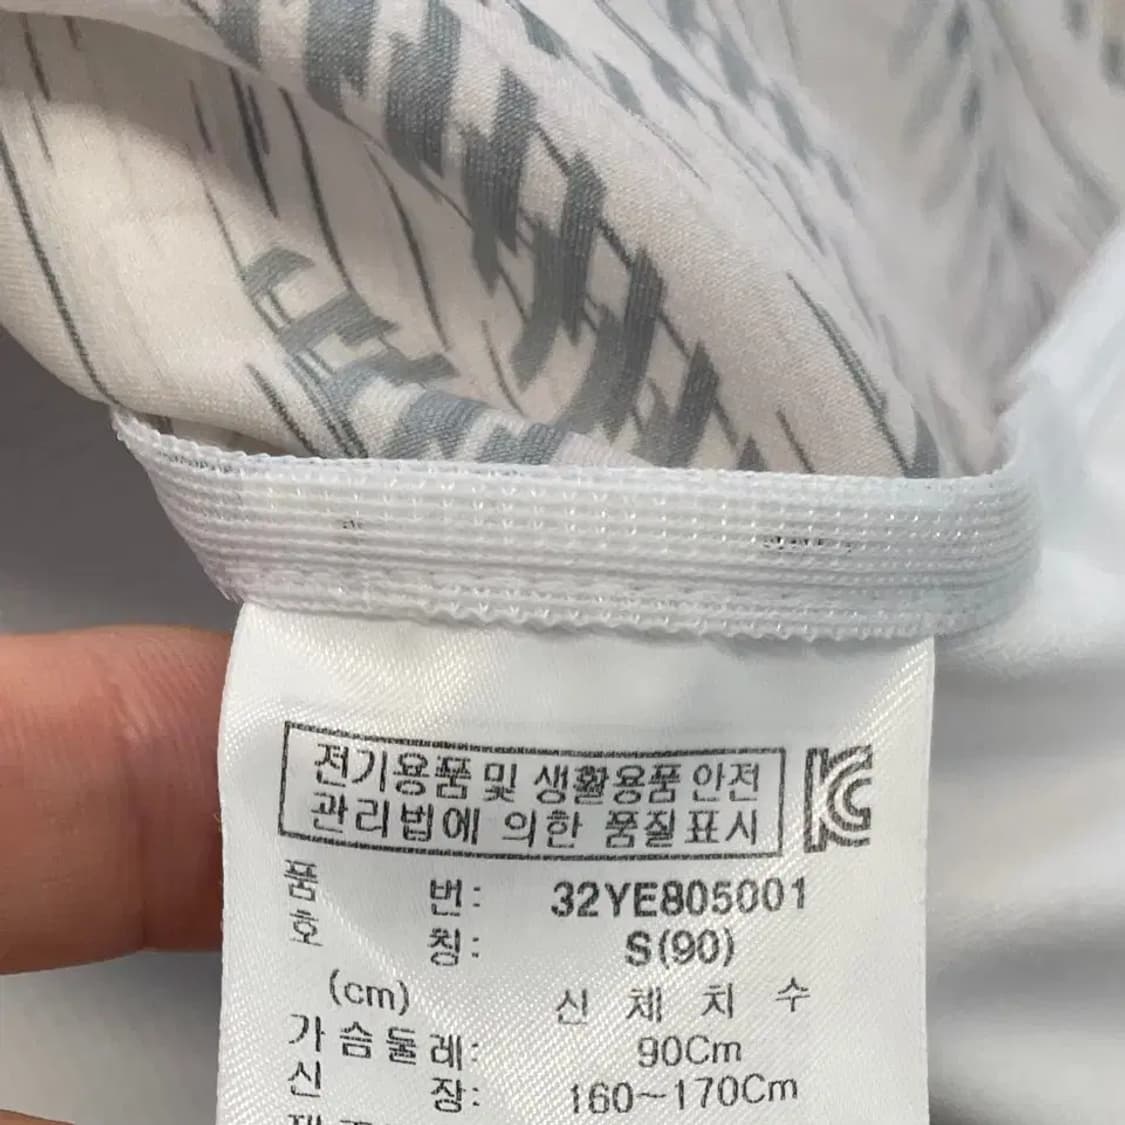 전기용품 및 생활용품 안전
관리법에 의한 품질표시
KC
품 번: 32YE805001
호 칭: S(90)
(cm) 신 체 치 수
가슴둘레: 90Cm
신 장: 160~170Cm